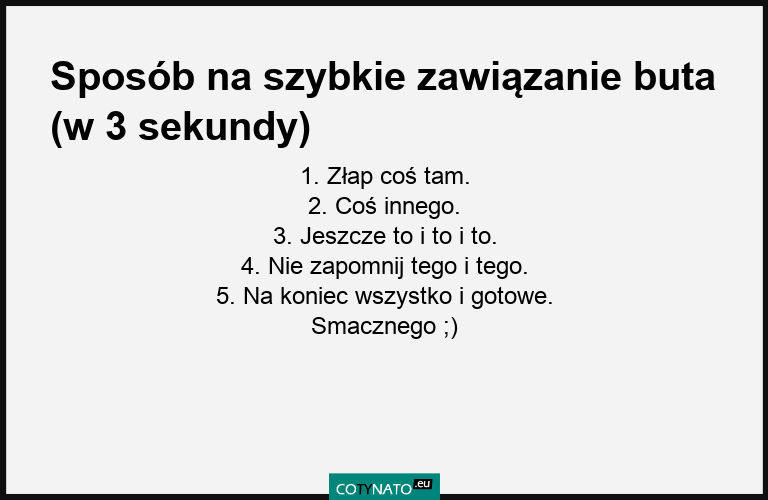 Sposób na szybkie zawiązanie buta
(w 3 sekundy)
1. Złap coś tam.
2. Coś innego.
3. Jeszcze to i to i to.
4. Nie zapomnij tego i tego.
5. Na koniec wszystko i gotowe.
Smacznego ;)
COTYNATO.eu